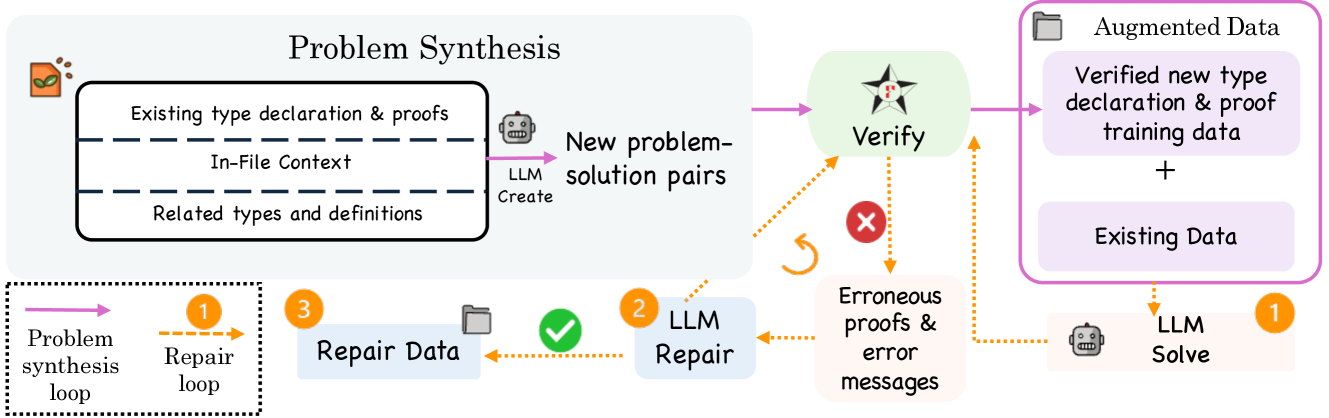 Problem Synthesis
Existing type declaration & proofs
In-File Context
Related types and definitions
LLM
Create
New problem-
solution pairs
Verify
Augmented Data
Verified new type
declaration & proof
training data
+
Existing Data
1
LLM
Solve
Erroneous
proofs &
error
messages
2
LLM
Repair
3
Repair Data
Problem
synthesis
loop
1
Repair
loop